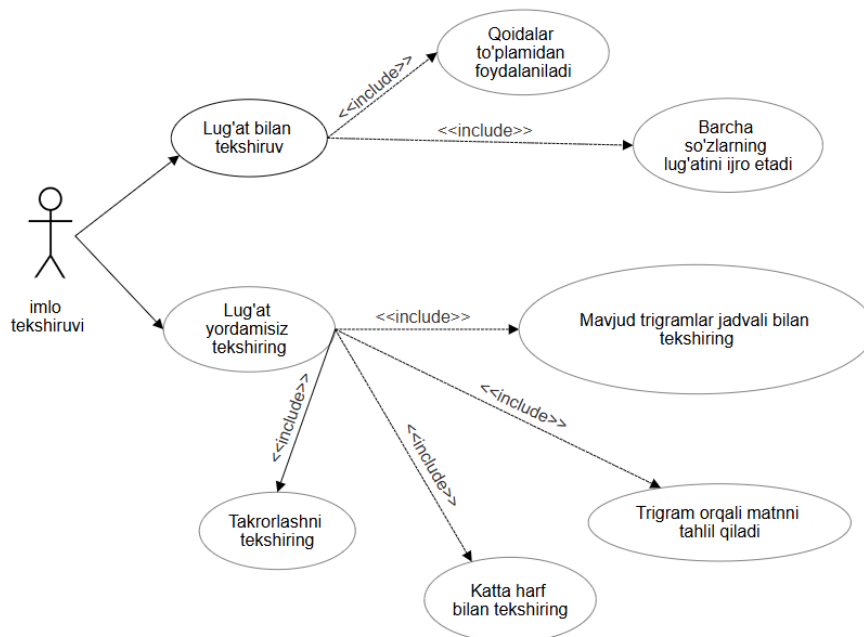 Qoidalar
to'plamidan
foydalaniladi
<<include>>
<<include>>
Lug'at bilan
tekshiruv
Barcha
so'zlarning
lug'atini ijro etadi
imlo
tekshiruvi
Lug'at
yordamisiz
tekshiring
<<include>>
Mavjud trigramlar jadvali bilan
tekshiring
<<include>>
<<include>>
<<include>>
Takrorlashni
tekshiring
Trigram orqali matnni
tahlil qiladi
Katta harf
bilan tekshiring